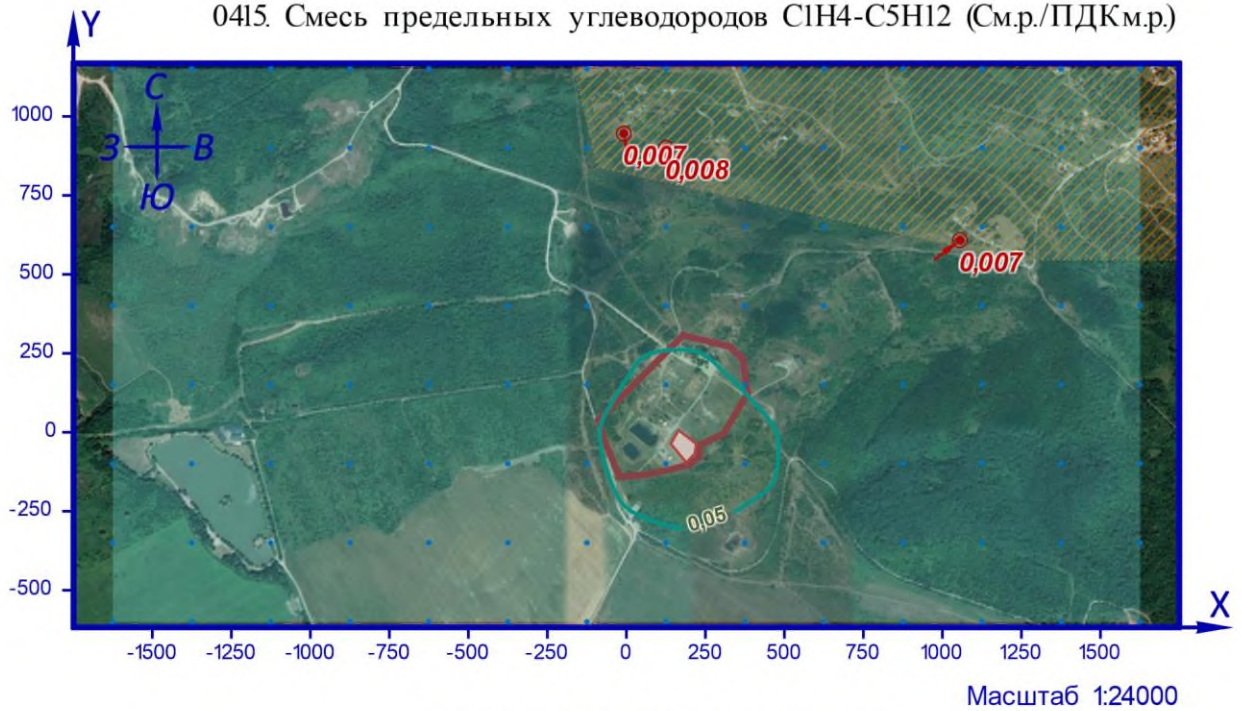 0415. Смесь предельных углеводородов C1H4-C5H12 (См.р./ПДКм.р.)
Y
С
1000
З В
0,007
0,008
750
Ю
500
0,007
250
0
-250
0,05
-500
X
-1500 -1250 -1000 -750 -500 -250 0 250 500 750 1000 1250 1500
Масштаб 1:24000